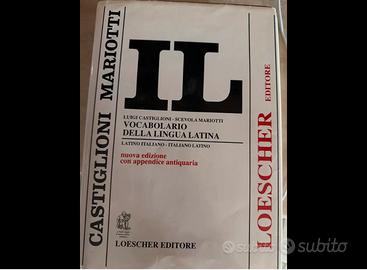 CASTIGLIONI MARIOTTI
IL
LUIGI CASTIGLIONI - SCEVOLA MARIOTTI
VOCABOLARIO
DELLA LINGUA LATINA
LATINO ITALIANO - ITALIANO LATINO
nuova edizione
con appendice antiquaria
LOESCHER EDITORE
LOESCHER EDITORE
subito subito